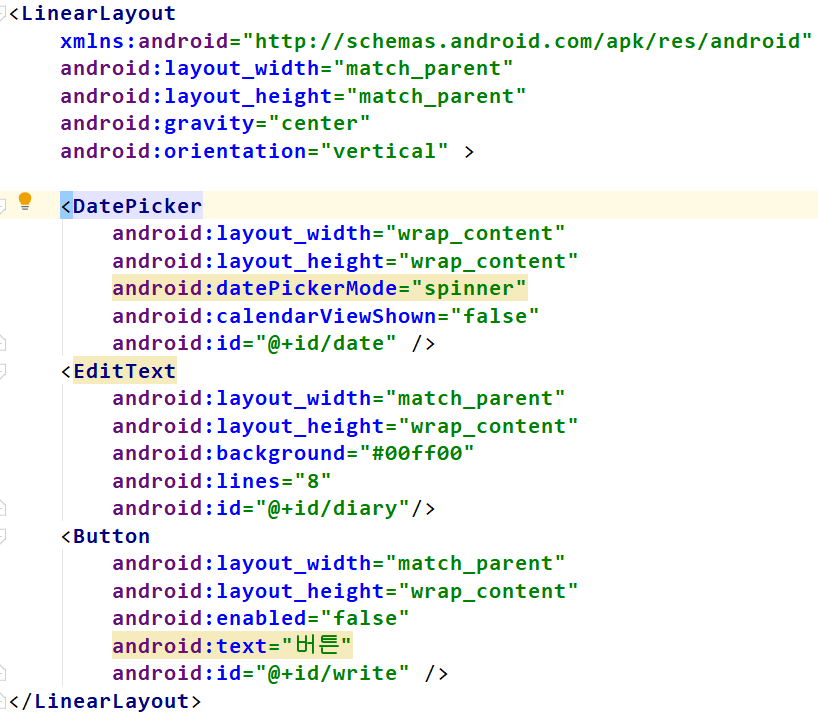 <LinearLayout
    xmlns:android="http://schemas.android.com/apk/res/android"
    android:layout_width="match_parent"
    android:layout_height="match_parent"
    android:gravity="center"
    android:orientation="vertical" >

    <DatePicker
        android:layout_width="wrap_content"
        android:layout_height="wrap_content"
        android:datePickerMode="spinner"
        android:calendarViewShown="false"
        android:id="@+id/date" />
    <EditText
        android:layout_width="match_parent"
        android:layout_height="wrap_content"
        android:background="#00ff00"
        android:lines="8"
        android:id="@+id/diary"/>
    <Button
        android:layout_width="match_parent"
        android:layout_height="wrap_content"
        android:enabled="false"
        android:text="버튼"
        android:id="@+id/write" />
</LinearLayout>